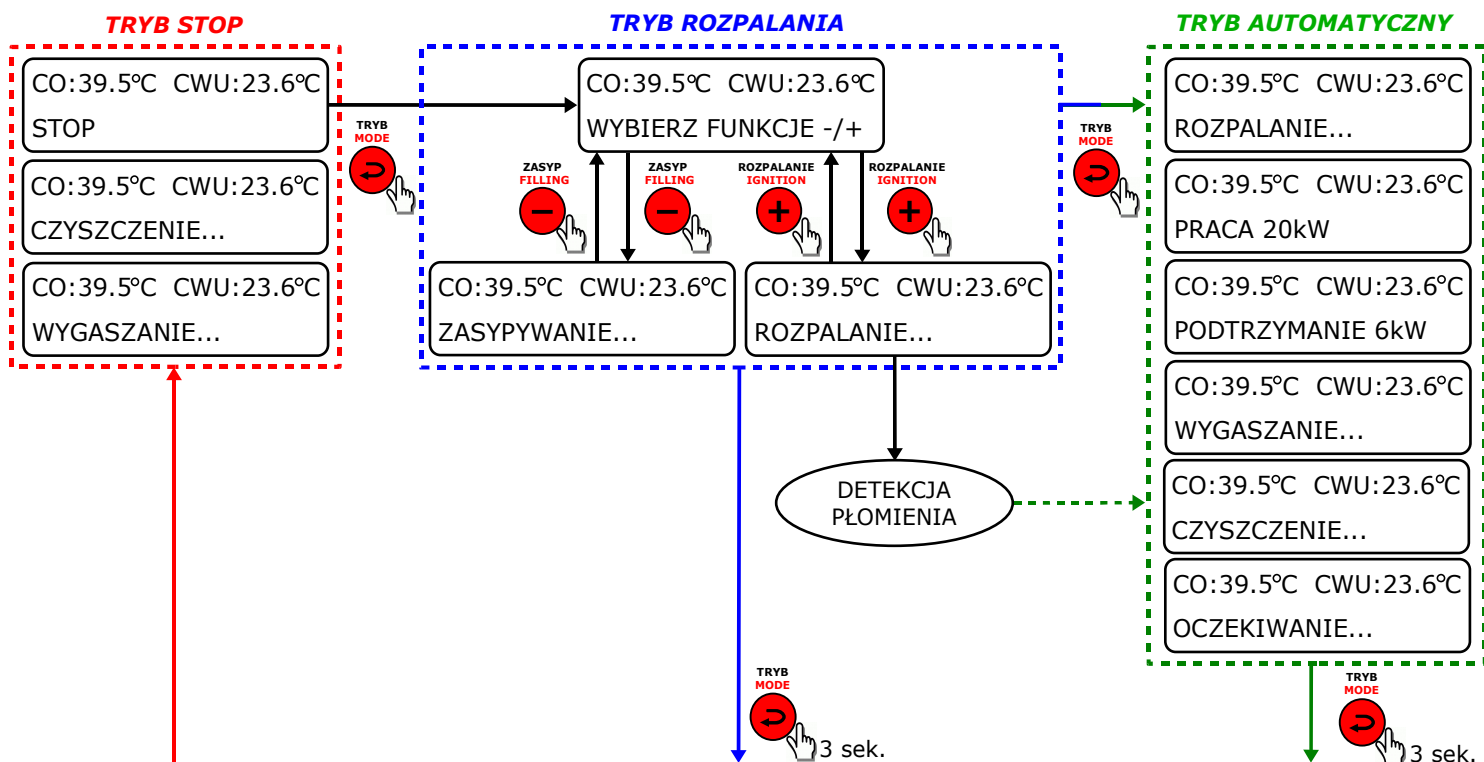 TRYB STOP
CO:39.5°C CWU:23.6°C
STOP
CO:39.5°C CWU:23.6°C
CZYSZCZENIE...
CO:39.5°C CWU:23.6°C
WYGASZANIE...
TRYB
MODE
TRYB ROZPALANIA
CO:39.5°C CWU:23.6°C
WYBIERZ FUNKCJE -/+
ZASYP
FILLING
ZASYP
FILLING
ROZPALANIE
IGNITION
ROZPALANIE
IGNITION
CO:39.5°C CWU:23.6°C
ZASYPYWANIE...
CO:39.5°C CWU:23.6°C
ROZPALANIE...
DETEKCJA
PŁOMIENIA
TRYB
MODE
3 sek.
TRYB
MODE
TRYB AUTOMATYCZNY
CO:39.5°C CWU:23.6°C
ROZPALANIE...
CO:39.5°C CWU:23.6°C
PRACA 20kW
CO:39.5°C CWU:23.6°C
PODTRZYMANIE 6kW
CO:39.5°C CWU:23.6°C
WYGASZANIE...
CO:39.5°C CWU:23.6°C
CZYSZCZENIE...
CO:39.5°C CWU:23.6°C
OCZEKIWANIE...
TRYB
MODE
3 sek.